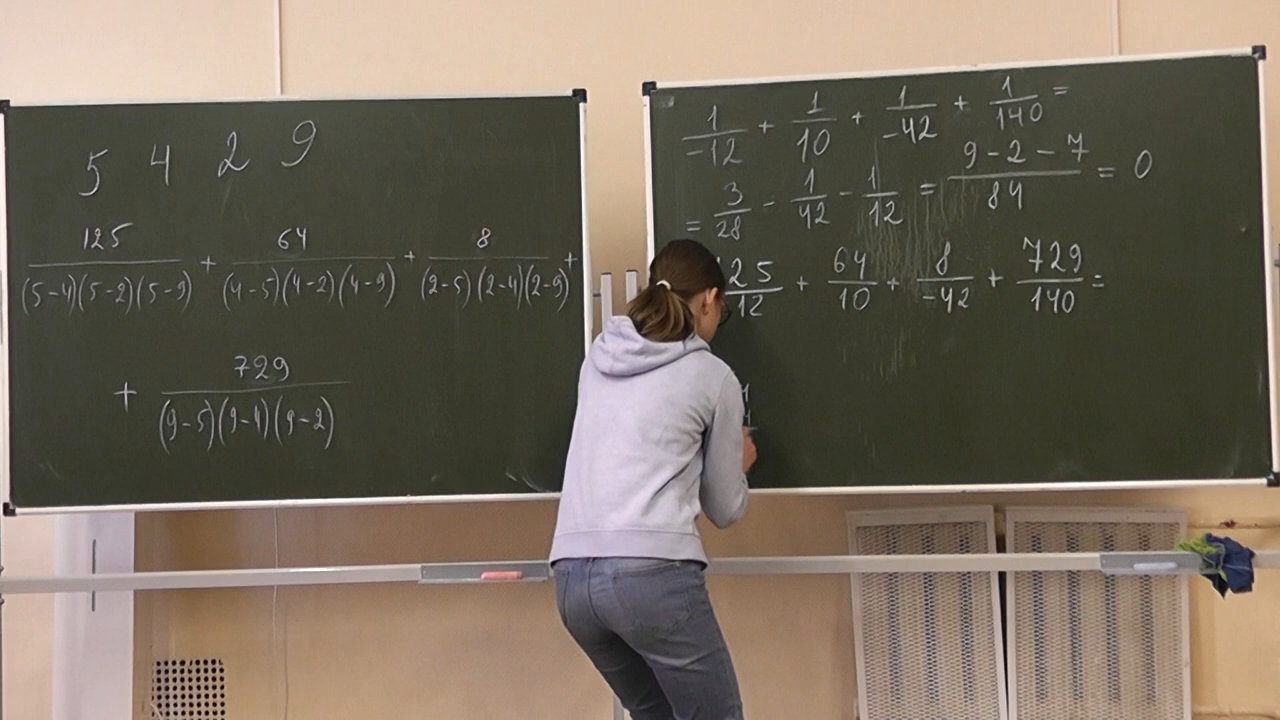 5 4 2 9
125/(5-4)(5-2)(5-9) + 64/(4-5)(4-2)(4-9) + 8/(2-5)(2-4)(2-9) +
+ 729/(9-5)(9-4)(9-2)
1/-12 + 1/10 + 1/-42 + 1/140 =
= 3/28 - 1/42 - 1/12 = 9-2-7/84 = 0
25/12 + 64/10 + 8/-42 + 729/140 =